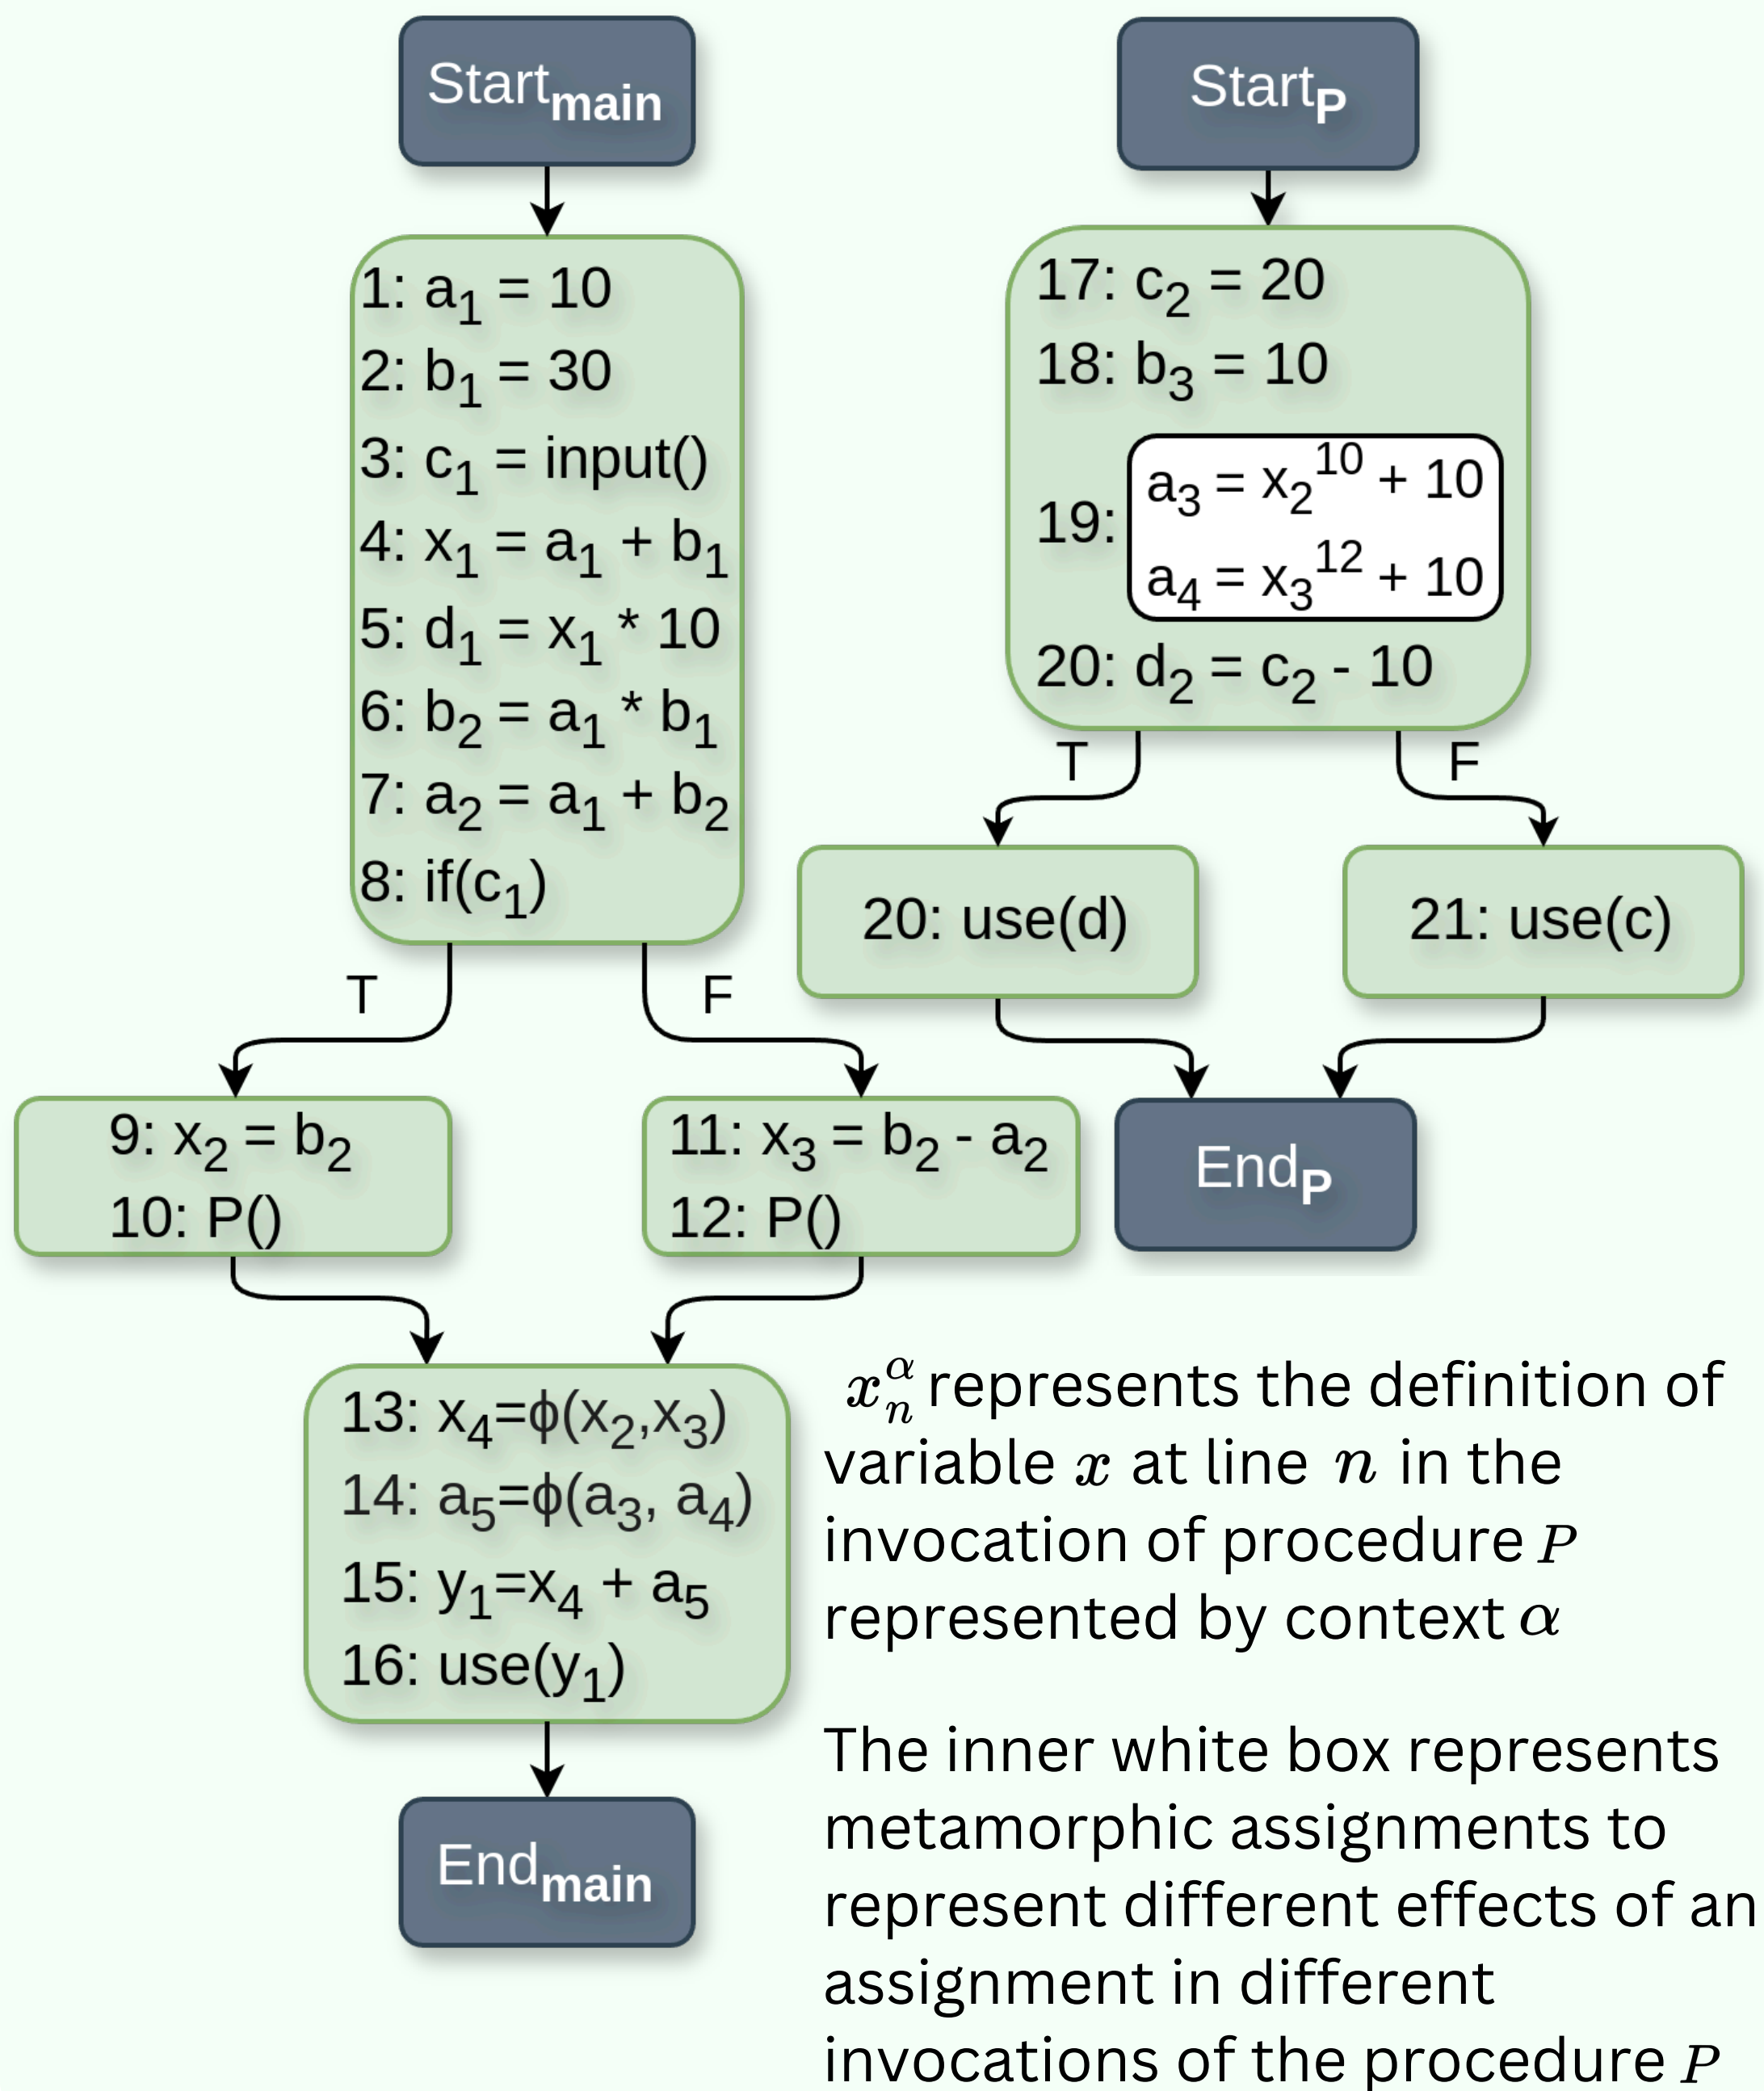 Start_main
1: a₁ = 10
2: b₁ = 30
3: c₁ = input()
4: x₁ = a₁ + b₁
5: d₁ = x₁ * 10
6: b₂ = a₁ * b₁
7: a₂ = a₁ + b₂
8: if(c₁)
T
F
9: x₂ = b₂
10: P()
11: x₃ = b₂ - a₂
12: P()
13: x₄=ϕ(x₂,x₃)
14: a₅=ϕ(a₃, a₄)
15: y₁=x₄ + a₅
16: use(y₁)
End_main
Start_P
17: c₂ = 20
18: b₃ = 10
19:
a₃ = x₂¹⁰ + 10
a₄ = x₃¹² + 10
20: d₂ = c₂ - 10
T
F
20: use(d)
21: use(c)
End_P
xₙ^α represents the definition of
variable x at line n in the
invocation of procedure P
represented by context α
The inner white box represents
metamorphic assignments to
represent different effects of an
assignment in different
invocations of the procedure P